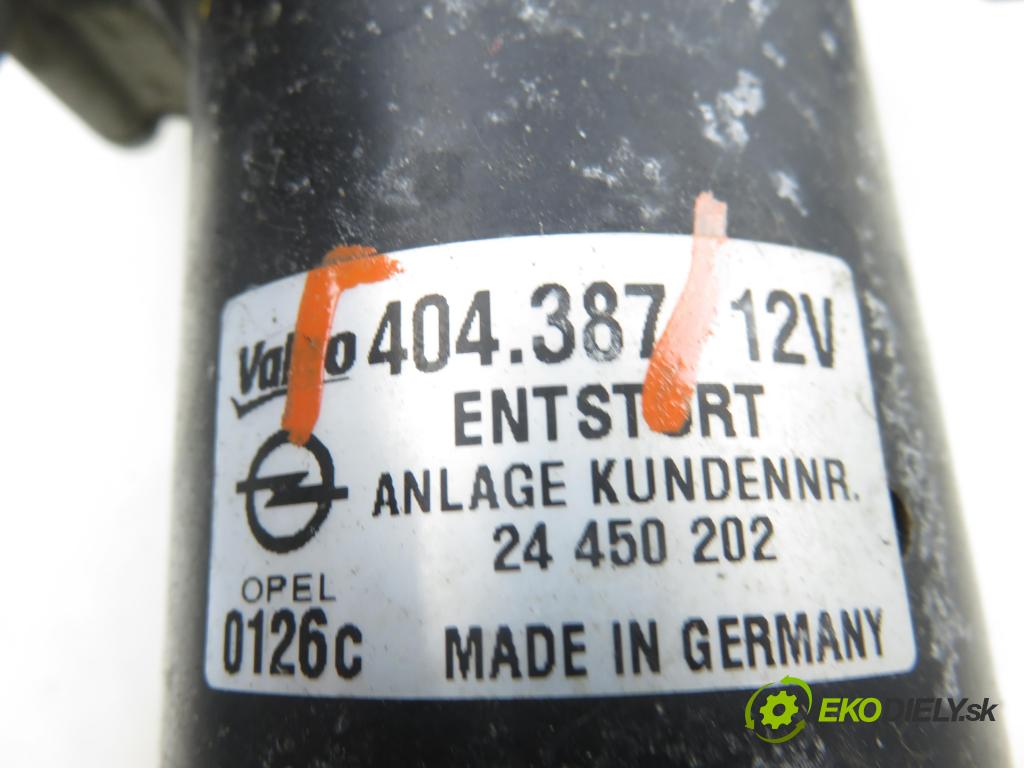 Valeo 404.387 12V
ENTSTÖRT
ANLAGE KUNDENNR.
24 450 202
OPEL
0126c MADE IN GERMANY
EKODIELY.sk